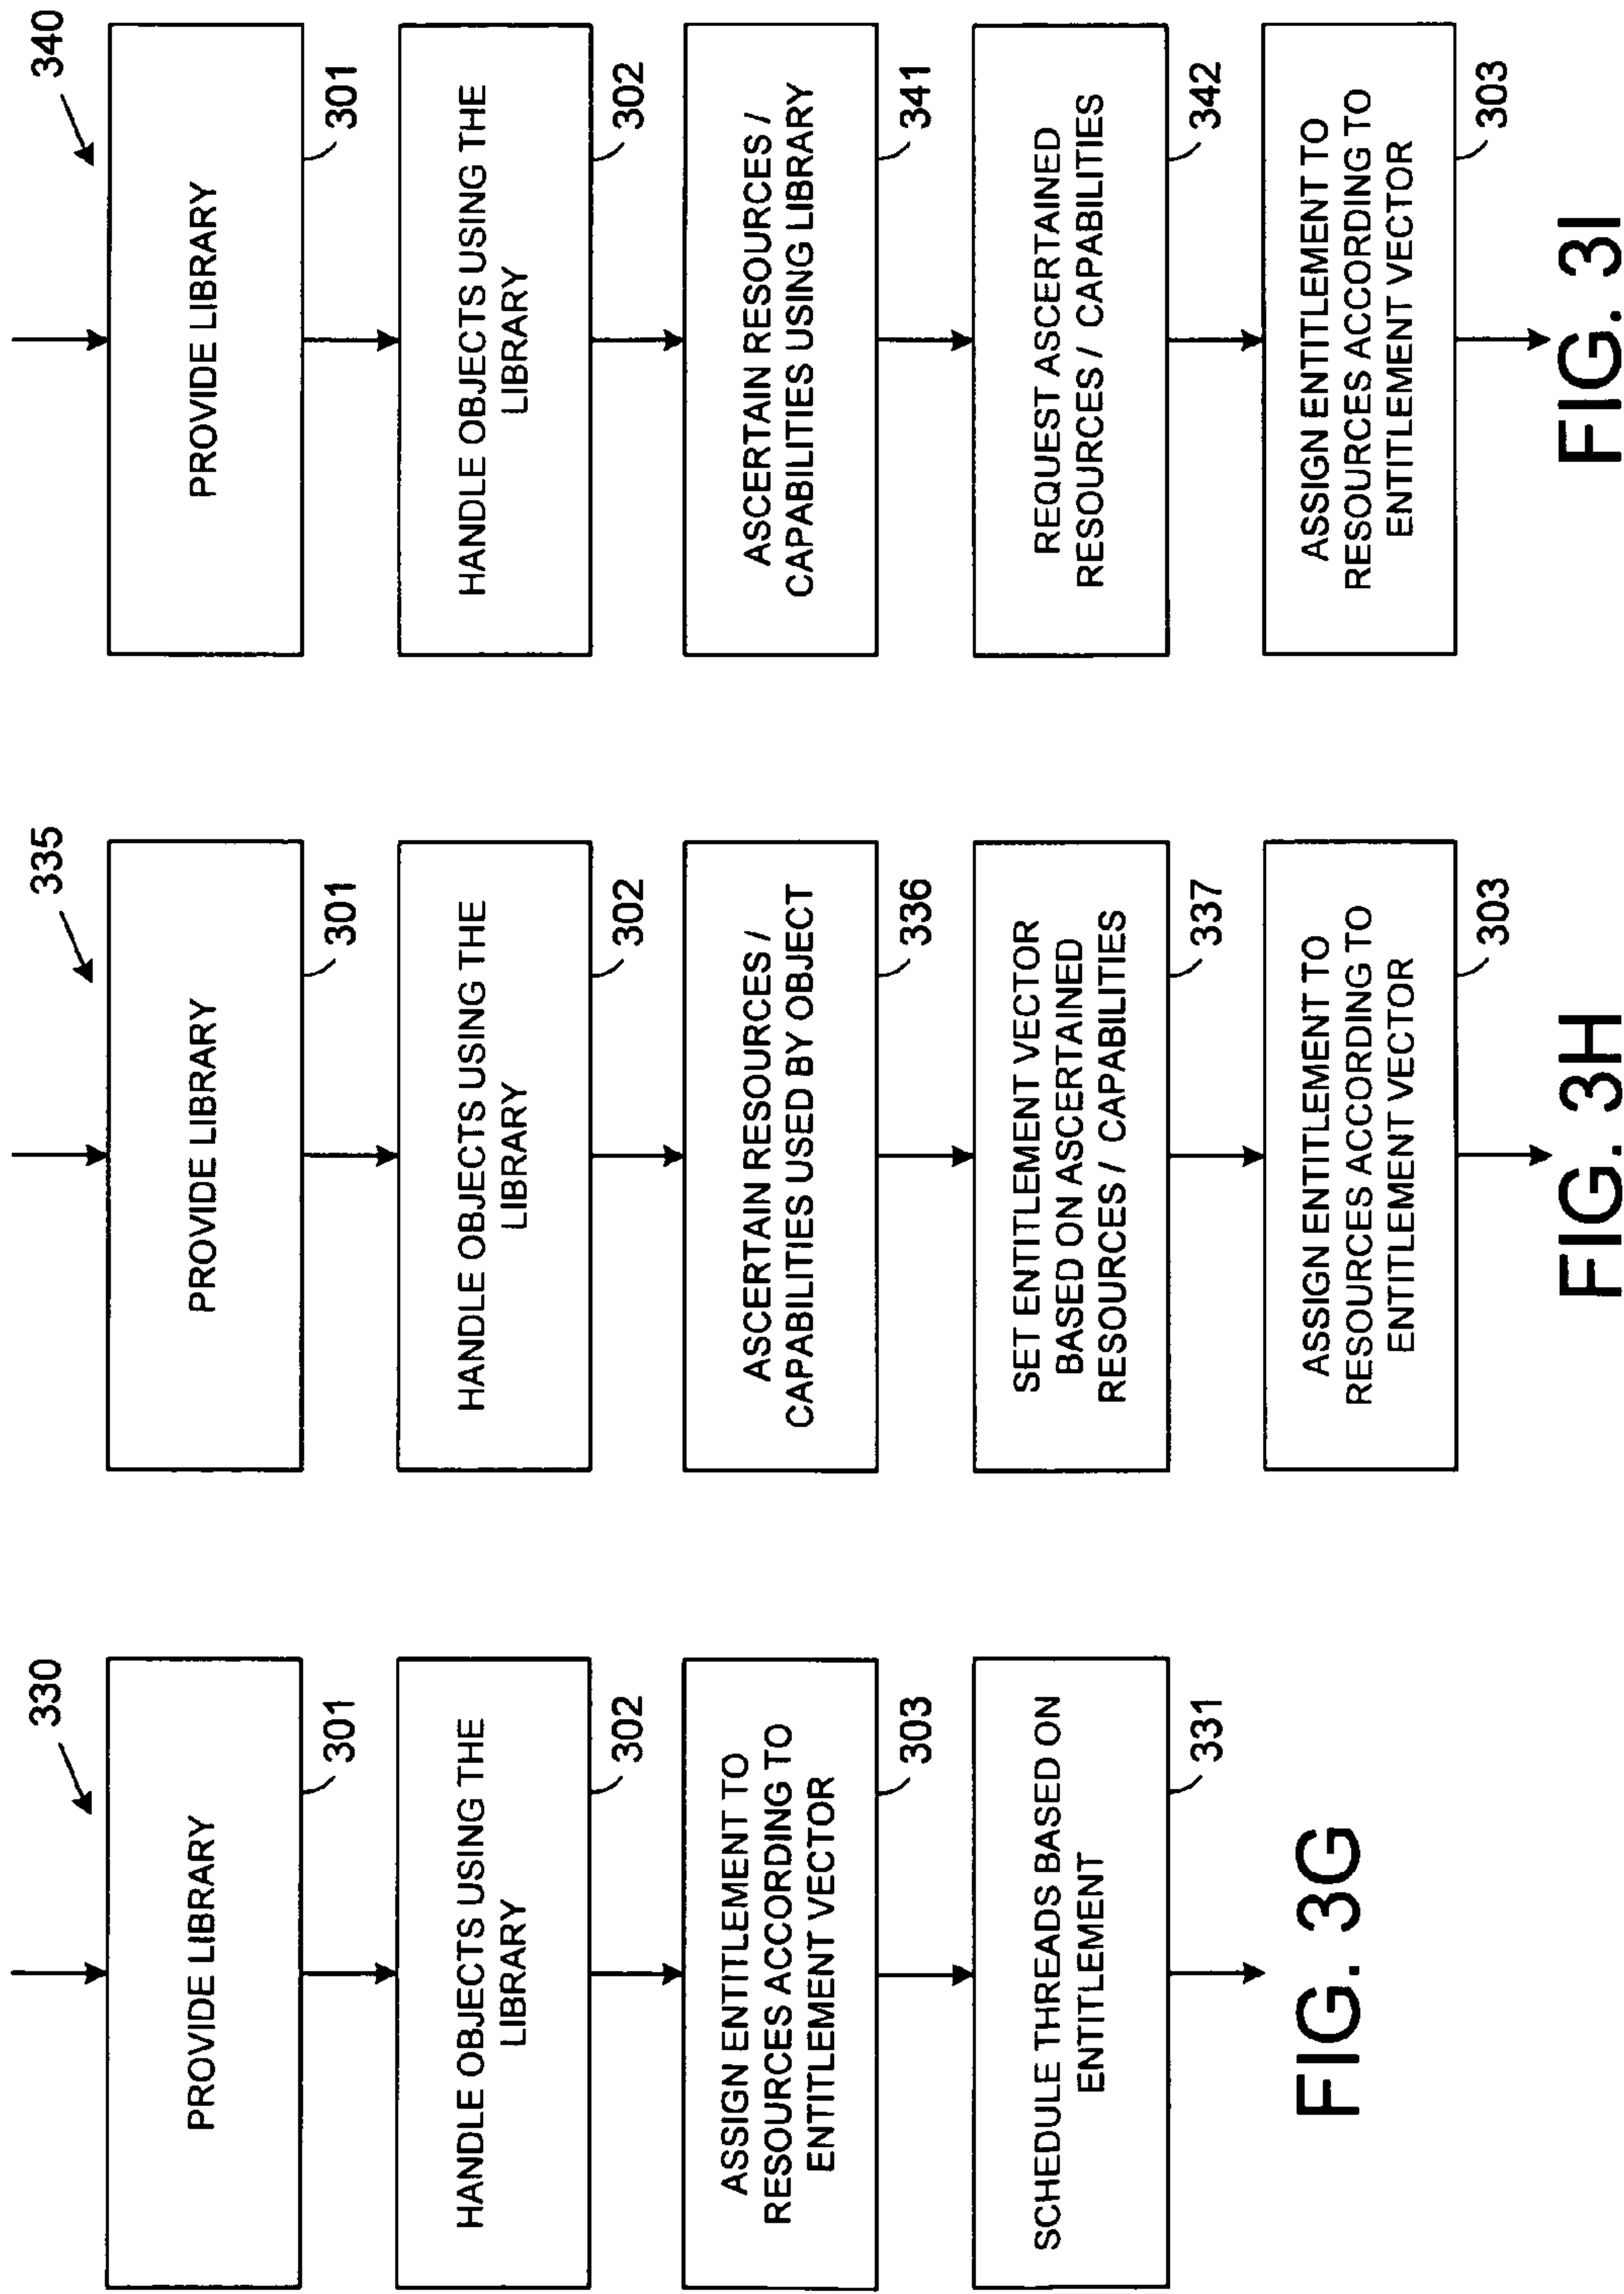 330
PROVIDE LIBRARY
301
HANDLE OBJECTS USING THE
LIBRARY
302
ASSIGN ENTITLEMENT TO
RESOURCES ACCORDING TO
ENTITLEMENT VECTOR
303
SCHEDULE THREADS BASED ON
ENTITLEMENT
331
FIG. 3G
335
PROVIDE LIBRARY
301
HANDLE OBJECTS USING THE
LIBRARY
302
ASCERTAIN RESOURCES /
CAPABILITIES USED BY OBJECT
336
SET ENTITLEMENT VECTOR
BASED ON ASCERTAINED
RESOURCES / CAPABILITIES
337
ASSIGN ENTITLEMENT TO
RESOURCES ACCORDING TO
ENTITLEMENT VECTOR
303
FIG. 3H
340
PROVIDE LIBRARY
301
HANDLE OBJECTS USING THE
LIBRARY
302
ASCERTAIN RESOURCES /
CAPABILITIES USING LIBRARY
341
REQUEST ASCERTAINED
RESOURCES / CAPABILITIES
342
ASSIGN ENTITLEMENT TO
RESOURCES ACCORDING TO
ENTITLEMENT VECTOR
303
FIG. 3I